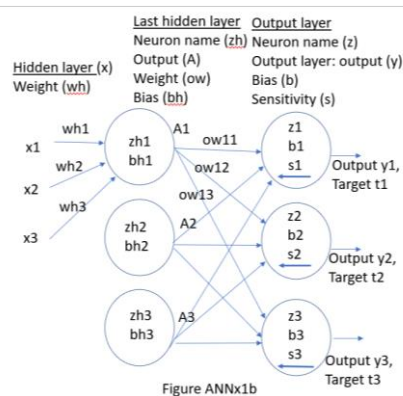 Hidden layer (x)
Weight (wh)
Last hidden layer
Neuron name (zh)
Output (A)
Weight (ow)
Bias (bh)
Output layer
Neuron name (z)
Output layer: output (y)
Bias (b)
Sensitivity (s)
x1
x2
x3
wh1
wh2
wh3
zh1
bh1
zh2
bh2
zh3
bh3
A1
A2
A3
ow11
ow12
ow13
z1
b1
s1
Output y1,
Target t1
z2
b2
s2
Output y2,
Target t2
z3
b3
s3
Output y3,
Target t3
Figure ANNx1b